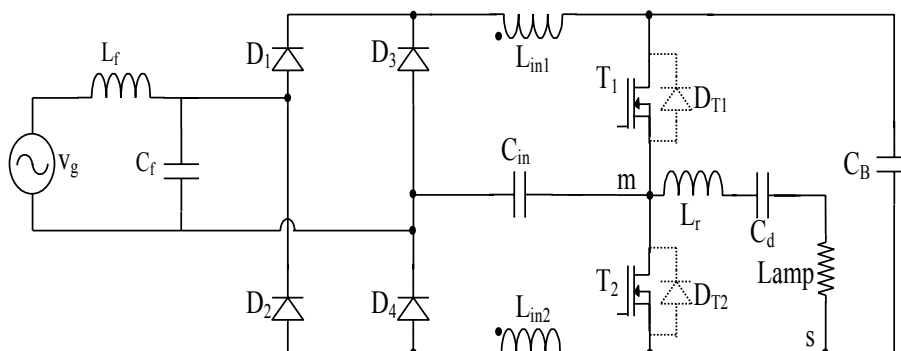 L_f
D_1
D_3
L_in1
T_1
D_T1
v_g
C_f
C_in
m
C_B
L_r
C_d
D_2
D_4
L_in2
T_2
D_T2
Lamp
s